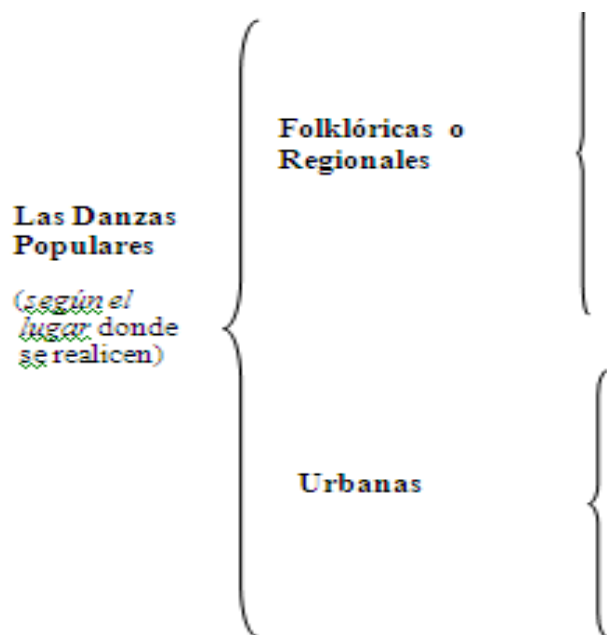 Folklóricas o
Regionales
Las Danzas
Populares
(según el
lugar donde
se realicen)
Urbanas